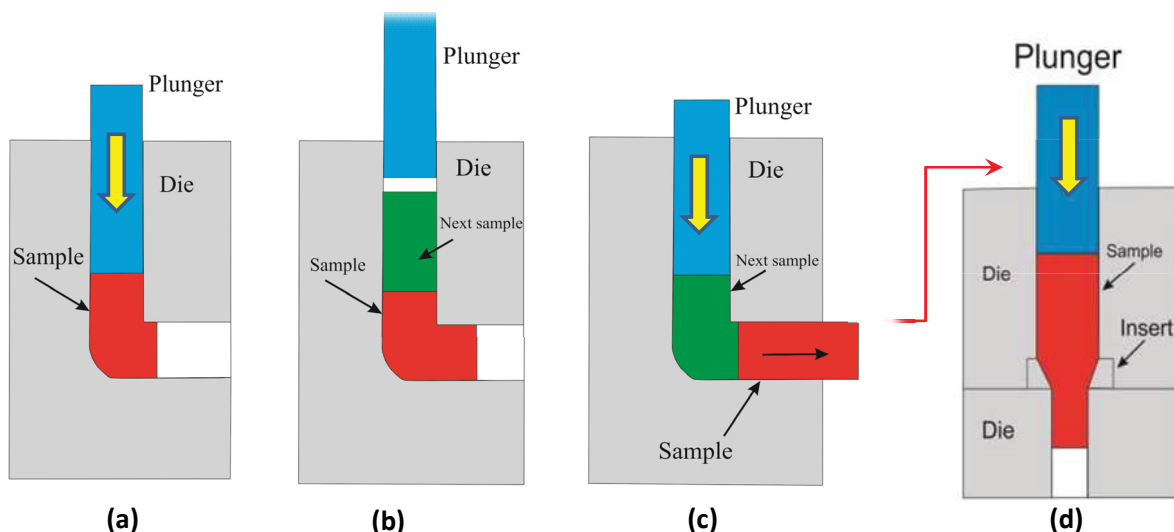 Plunger
Die
Sample
(a)
Plunger
Die
Next sample
Sample
(b)
Plunger
Die
Next sample
Sample
(c)
Plunger
Die
Sample
Insert
Die
(d)